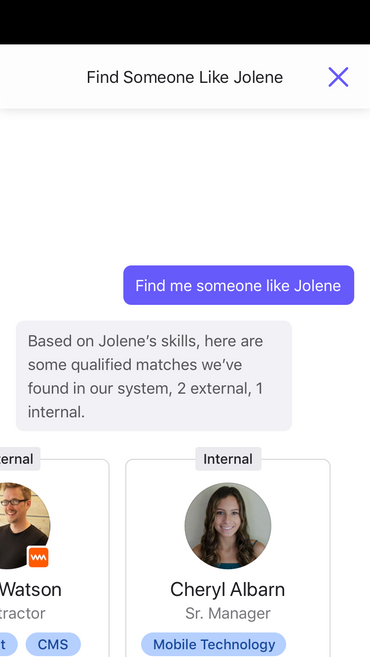 Find Someone Like Jolene
Find me someone like Jolene
Based on Jolene's skills, here are
some qualified matches we've
found in our system, 2 external, 1
internal.
ernal
Internal
Watson
Cheryl Albarn
tractor
Sr. Manager
t
CMS
Mobile Technology